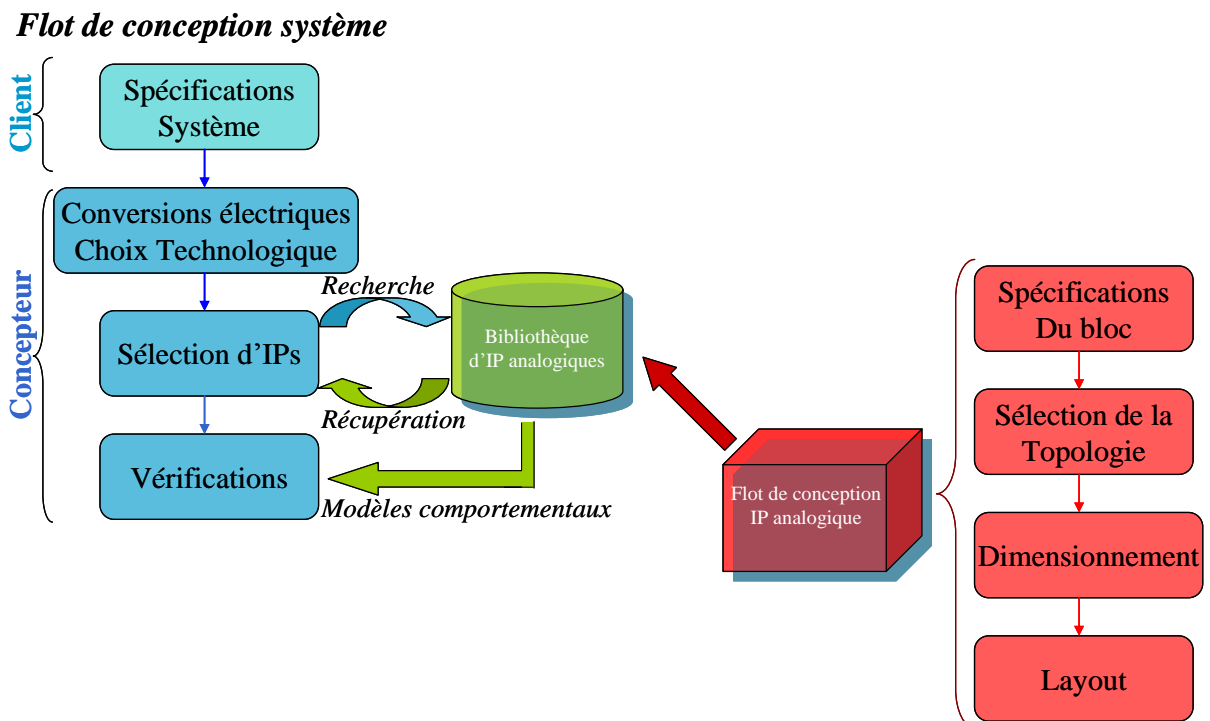 Flot de conception système
Client
Spécifications
Système
Concepteur
Conversions électriques
Choix Technologique
Recherche
Sélection d'IPs
Bibliothèque
d'IP analogiques
Récupération
Vérifications
Modèles comportementaux
Flot de conception
IP analogique
Spécifications
Du bloc
Sélection de la
Topologie
Dimensionnement
Layout